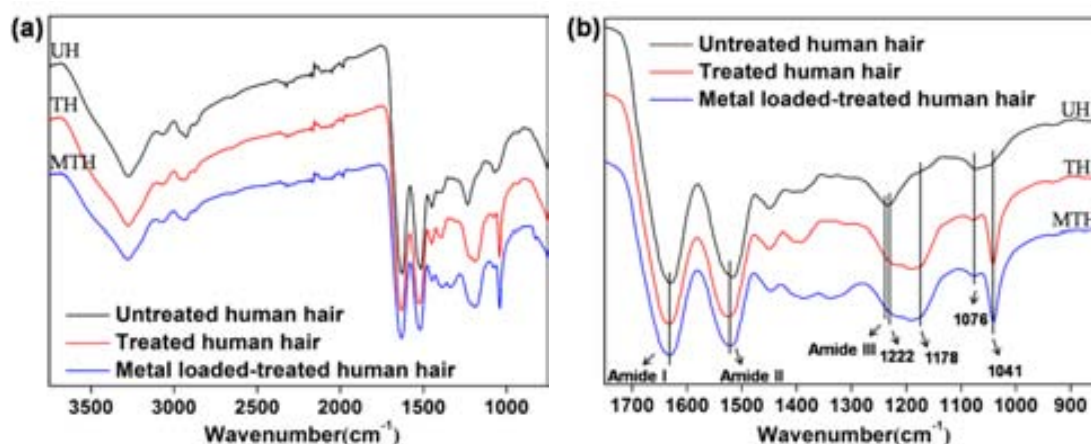 (a)
UH
TH
MTH
Untreated human hair
Treated human hair
Metal loaded-treated human hair
3500 3000 2500 2000 1500 1000
Wavenumber(cm⁻¹)
(b)
Untreated human hair
Treated human hair
Metal loaded-treated human hair
UH
TH
MTH
1076
Amide III
1222
1178
1041
Amide I
Amide II
1700 1600 1500 1400 1300 1200 1100 1000 900
Wavenumber(cm⁻¹)